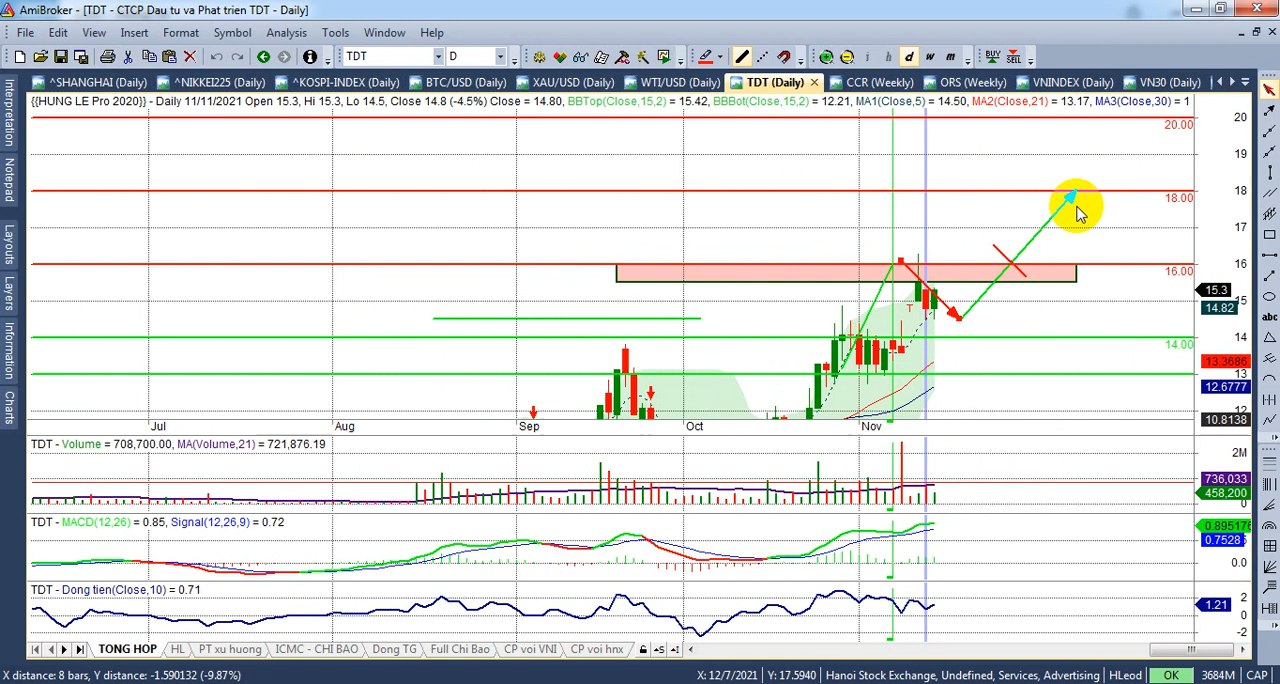 AmiBroker - [TDT - CTCP Dau tu va Phat trien TDT - Daily]
File Edit View Insert Format Symbol Analysis Tools Window Help
TDT D i d w m BUY SELL
^SHANGHAI (Daily) ^NIKKEI225 (Daily) ^KOSPI-INDEX (Daily) BTC/USD (Daily) XAU/USD (Daily) WTI/USD (Daily) TDT (Daily) CCR (Weekly) ORS (Weekly) VNINDEX (Daily) VN30 (Daily)
{{HUNG LE Pro 2020}} - Daily 11/11/2021 Open 15.3, Hi 15.3, Lo 14.5, Close 14.8 (-4.5%) Close = 14.80, BBTop(Close,15,2) = 15.42, BBBot(Close,15,2) = 12.21, MA1(Close,5) = 14.50, MA2(Close,21) = 13.17, MA3(Close,30) = 1
Interpretation
Notepad
Layouts
Layers
Information
Charts
20
20.00
19
18
18.00
17
16
16.00
15.3
15
14.82
14
14.00
13.3686
13
12.6777
12
10.8138
T
abc
Jul Aug Sep Oct Nov
TDT - Volume = 708,700.00, MA(Volume,21) = 721,876.19
2M
736,033
458,200
0
TDT - MACD(12,26) = 0.85, Signal(12,26,9) = 0.72
0.895176
0.7528
0.0
TDT - Dong tien(Close,10) = 0.71
2
1.21
0
-2
TONG HOP HL PT xu huong ICMC - CHI BAO Dong TG Full Chi Bao CP voi VNI CP voi hnx
X distance: 8 bars, Y distance: -1.590132 (-9.87%) X: 12/7/2021 Y: 17.5940 Hanoi Stock Exchange, Undefined, Services, Advertising HLeod OK 3684M CAP